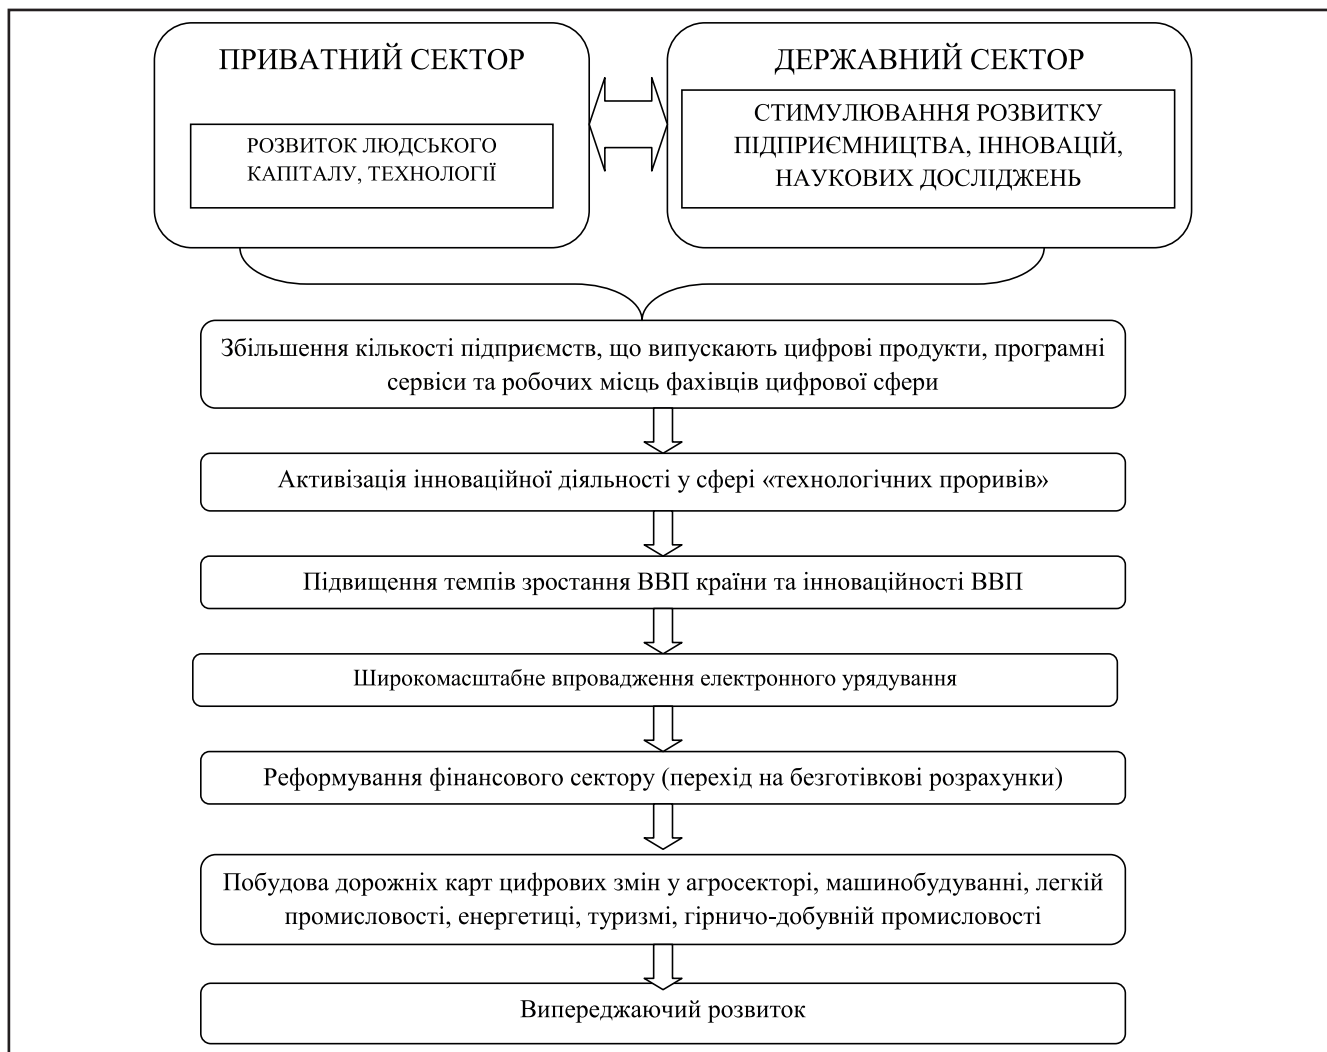 ПРИВАТНИЙ СЕКТОР
РОЗВИТОК ЛЮДСЬКОГО
КАПІТАЛУ, ТЕХНОЛОГІЇ
ДЕРЖАВНИЙ СЕКТОР
СТИМУЛЮВАННЯ РОЗВИТКУ
ПІДПРИЄМНИЦТВА, ІННОВАЦІЙ,
НАУКОВИХ ДОСЛІДЖЕНЬ
Збільшення кількості підприємств, що випускають цифрові продукти, програмні
сервіси та робочих місць фахівців цифрової сфери
Активізація інноваційної діяльності у сфері «технологічних проривів»
Підвищення темпів зростання ВВП країни та інноваційності ВВП
Широкомасштабне впровадження електронного урядування
Реформування фінансового сектору (перехід на безготівкові розрахунки)
Побудова дорожніх карт цифрових змін у агросекторі, машинобудуванні, легкій
промисловості, енергетиці, туризмі, гірничо-добувній промисловості
Випереджаючий розвиток